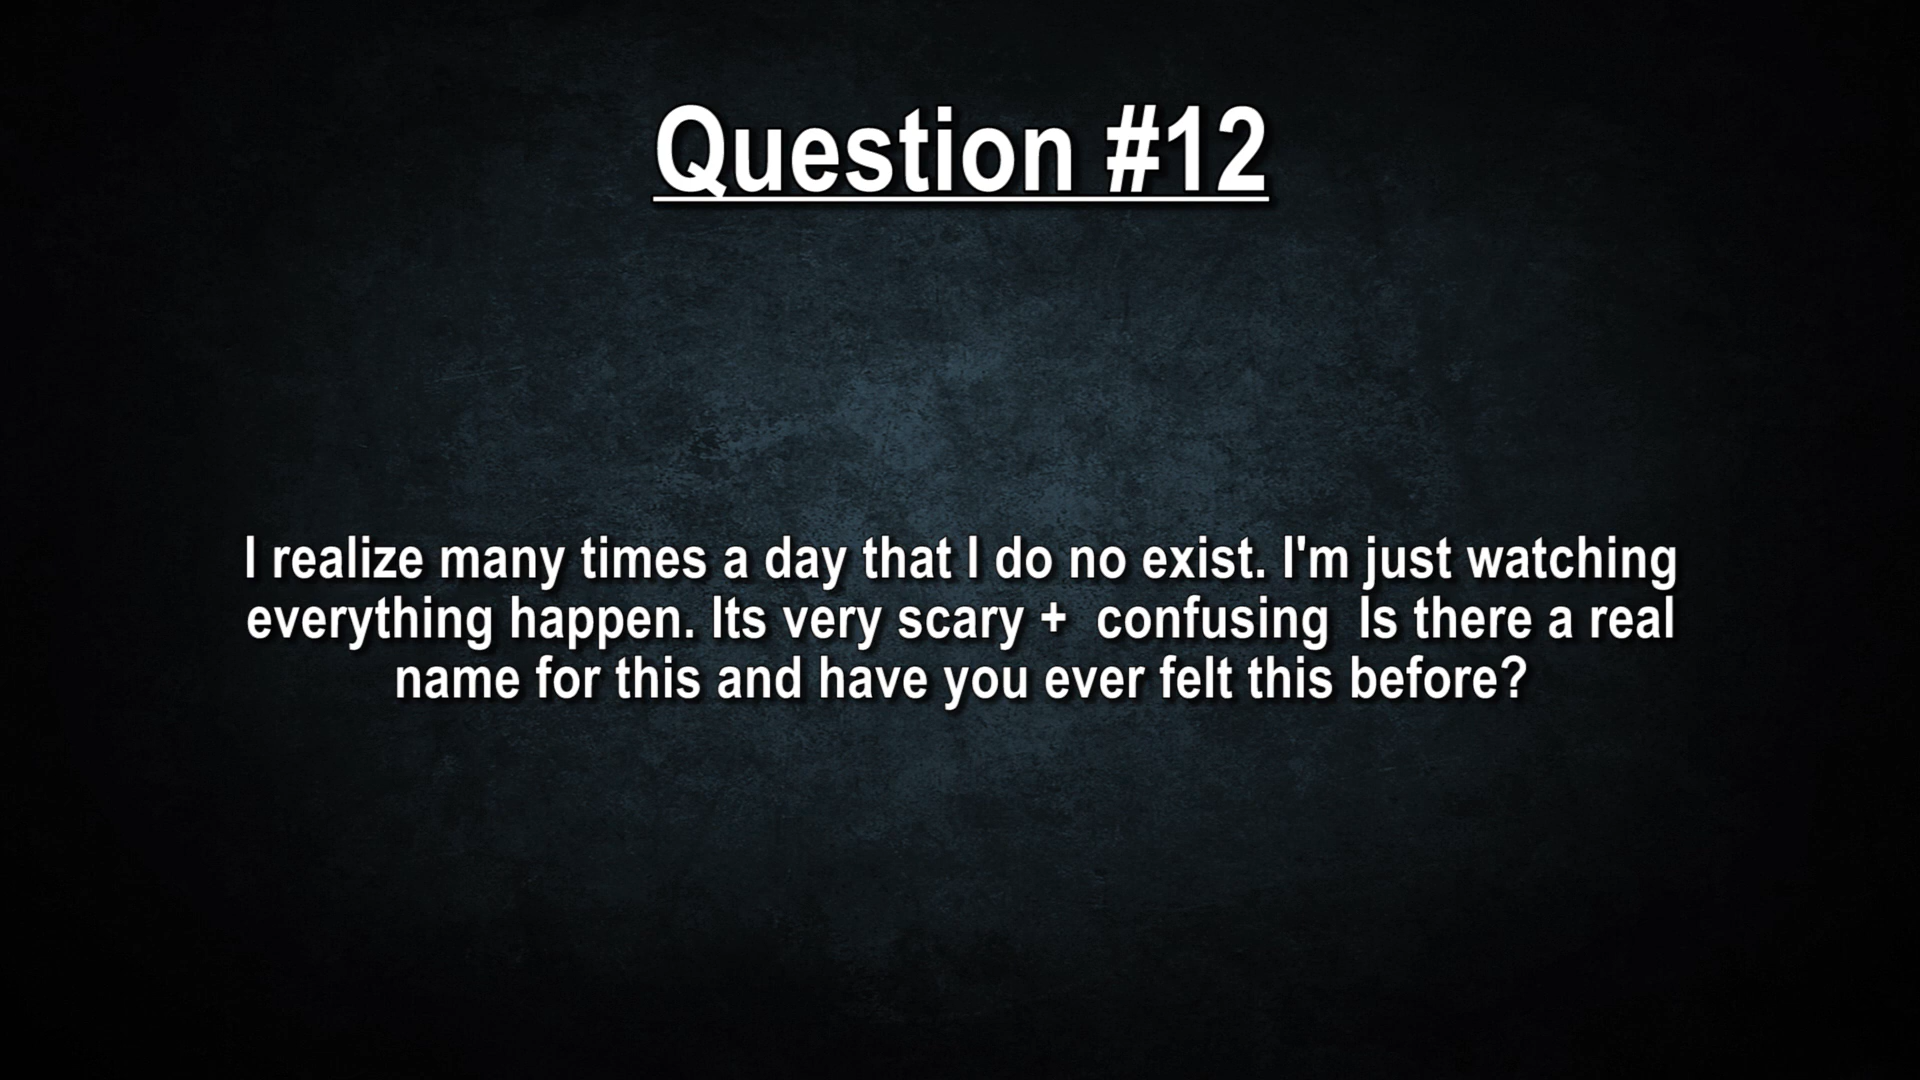 Question #12
I realize many times a day that I do no exist. I'm just watching
everything happen. Its very scary +  confusing  Is there a real
name for this and have you ever felt this before?